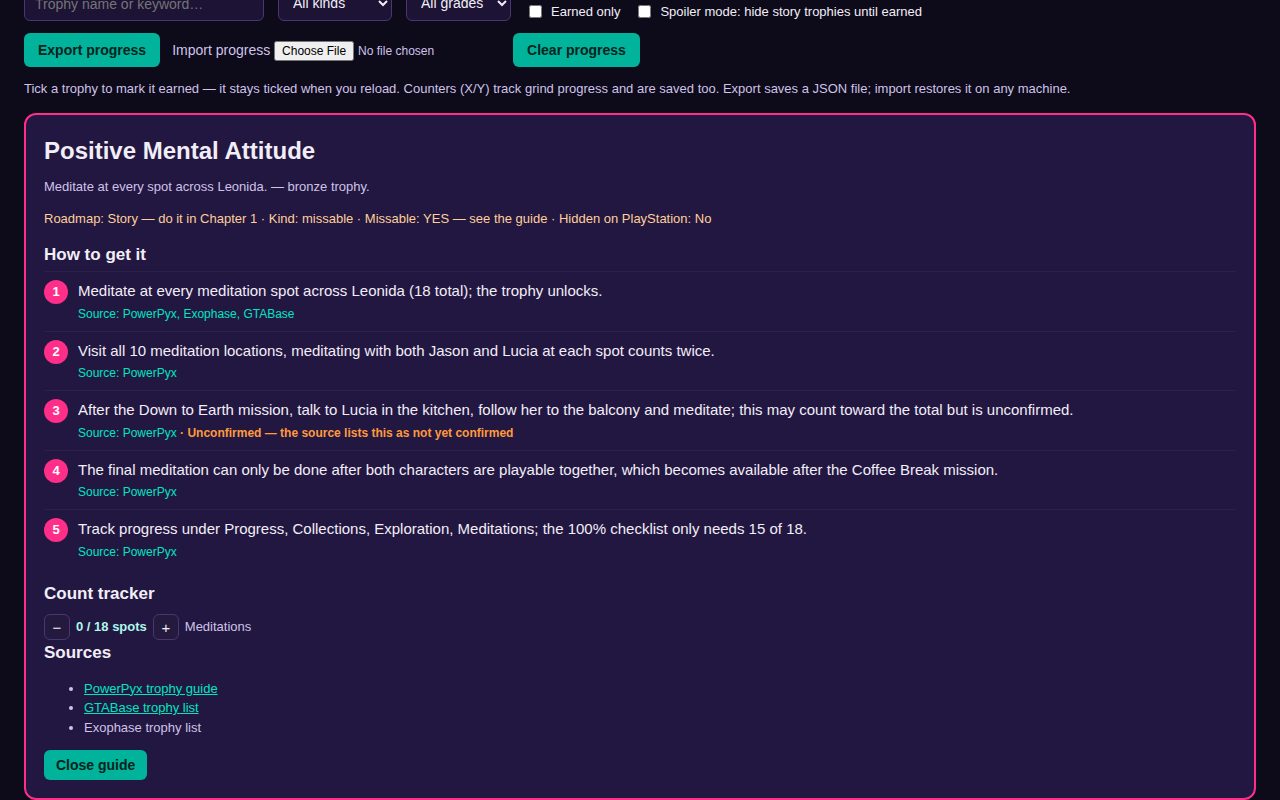 Trophy name or keyword…
All kinds
All grades
Earned only
Spoiler mode: hide story trophies until earned
Export progress
Import progress
Choose File
No file chosen
Clear progress
Tick a trophy to mark it earned — it stays ticked when you reload. Counters (X/Y) track grind progress and are saved too. Export saves a JSON file; import restores it on any machine.
Positive Mental Attitude
Meditate at every spot across Leonida. — bronze trophy.
Roadmap: Story — do it in Chapter 1 · Kind: missable · Missable: YES — see the guide · Hidden on PlayStation: No
How to get it
1 Meditate at every meditation spot across Leonida (18 total); the trophy unlocks.
Source: PowerPyx, Exophase, GTABase
2 Visit all 10 meditation locations, meditating with both Jason and Lucia at each spot counts twice.
Source: PowerPyx
3 After the Down to Earth mission, talk to Lucia in the kitchen, follow her to the balcony and meditate; this may count toward the total but is unconfirmed.
Source: PowerPyx · Unconfirmed — the source lists this as not yet confirmed
4 The final meditation can only be done after both characters are playable together, which becomes available after the Coffee Break mission.
Source: PowerPyx
5 Track progress under Progress, Collections, Exploration, Meditations; the 100% checklist only needs 15 of 18.
Source: PowerPyx
Count tracker
− 0 / 18 spots + Meditations
Sources
• PowerPyx trophy guide
• GTABase trophy list
• Exophase trophy list
Close guide